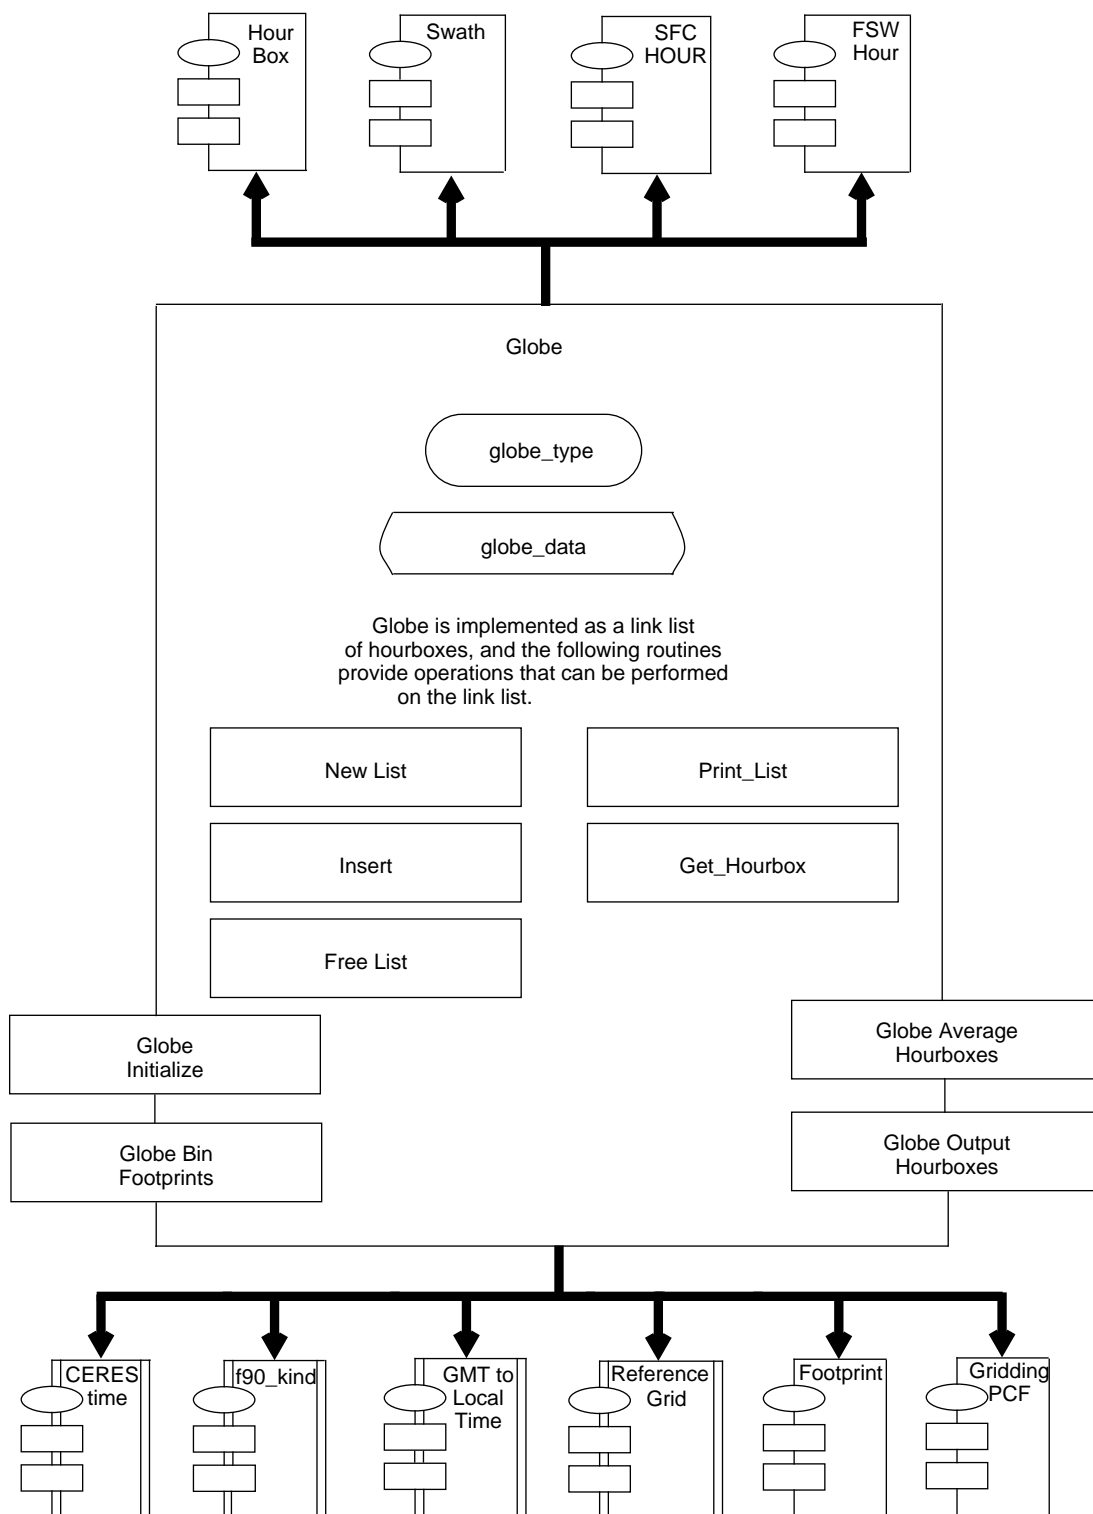 Hour
Box
Swath
SFC
HOUR
FSW
Hour
Globe
globe_type
globe_data
Globe is implemented as a link list
of hourboxes, and the following routines
provide operations that can be performed
on the link list.
New List
Print_List
Insert
Get_Hourbox
Free List
Globe
Initialize
Globe Average
Hourboxes
Globe Bin
Footprints
Globe Output
Hourboxes
CERES
time
f90_kind
GMT to
Local
Time
Reference
Grid
Footprint
Gridding
PCF